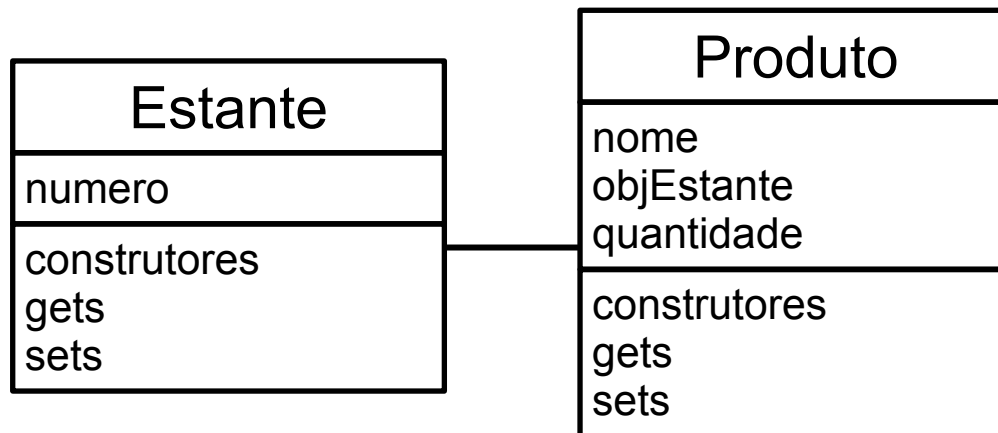 Estante
numero
construtores
gets
sets
Produto
nome
objEstante
quantidade
construtores
gets
sets